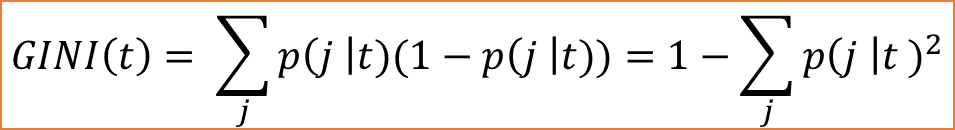 GINI(t) = ∑_j p(j |t)(1 − p(j |t)) = 1 − ∑_j p(j |t )²